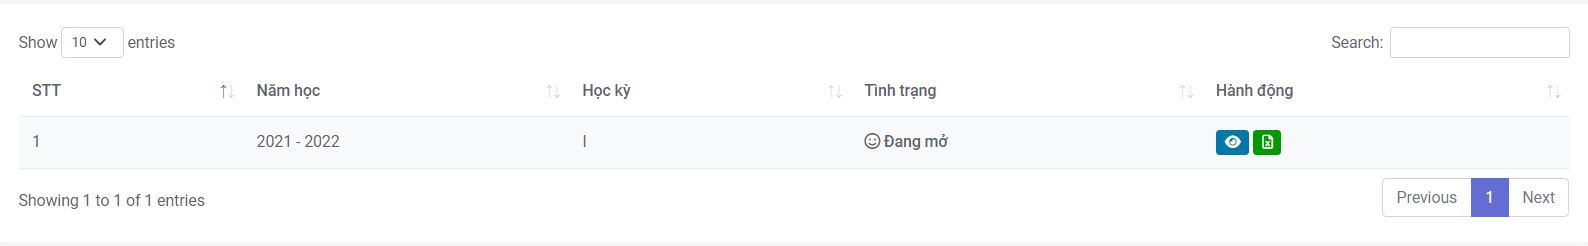 Show 10 entries Search:
STT Năm học Học kỳ Tình trạng Hành động
1 2021 - 2022 I Đang mở
Showing 1 to 1 of 1 entries Previous 1 Next